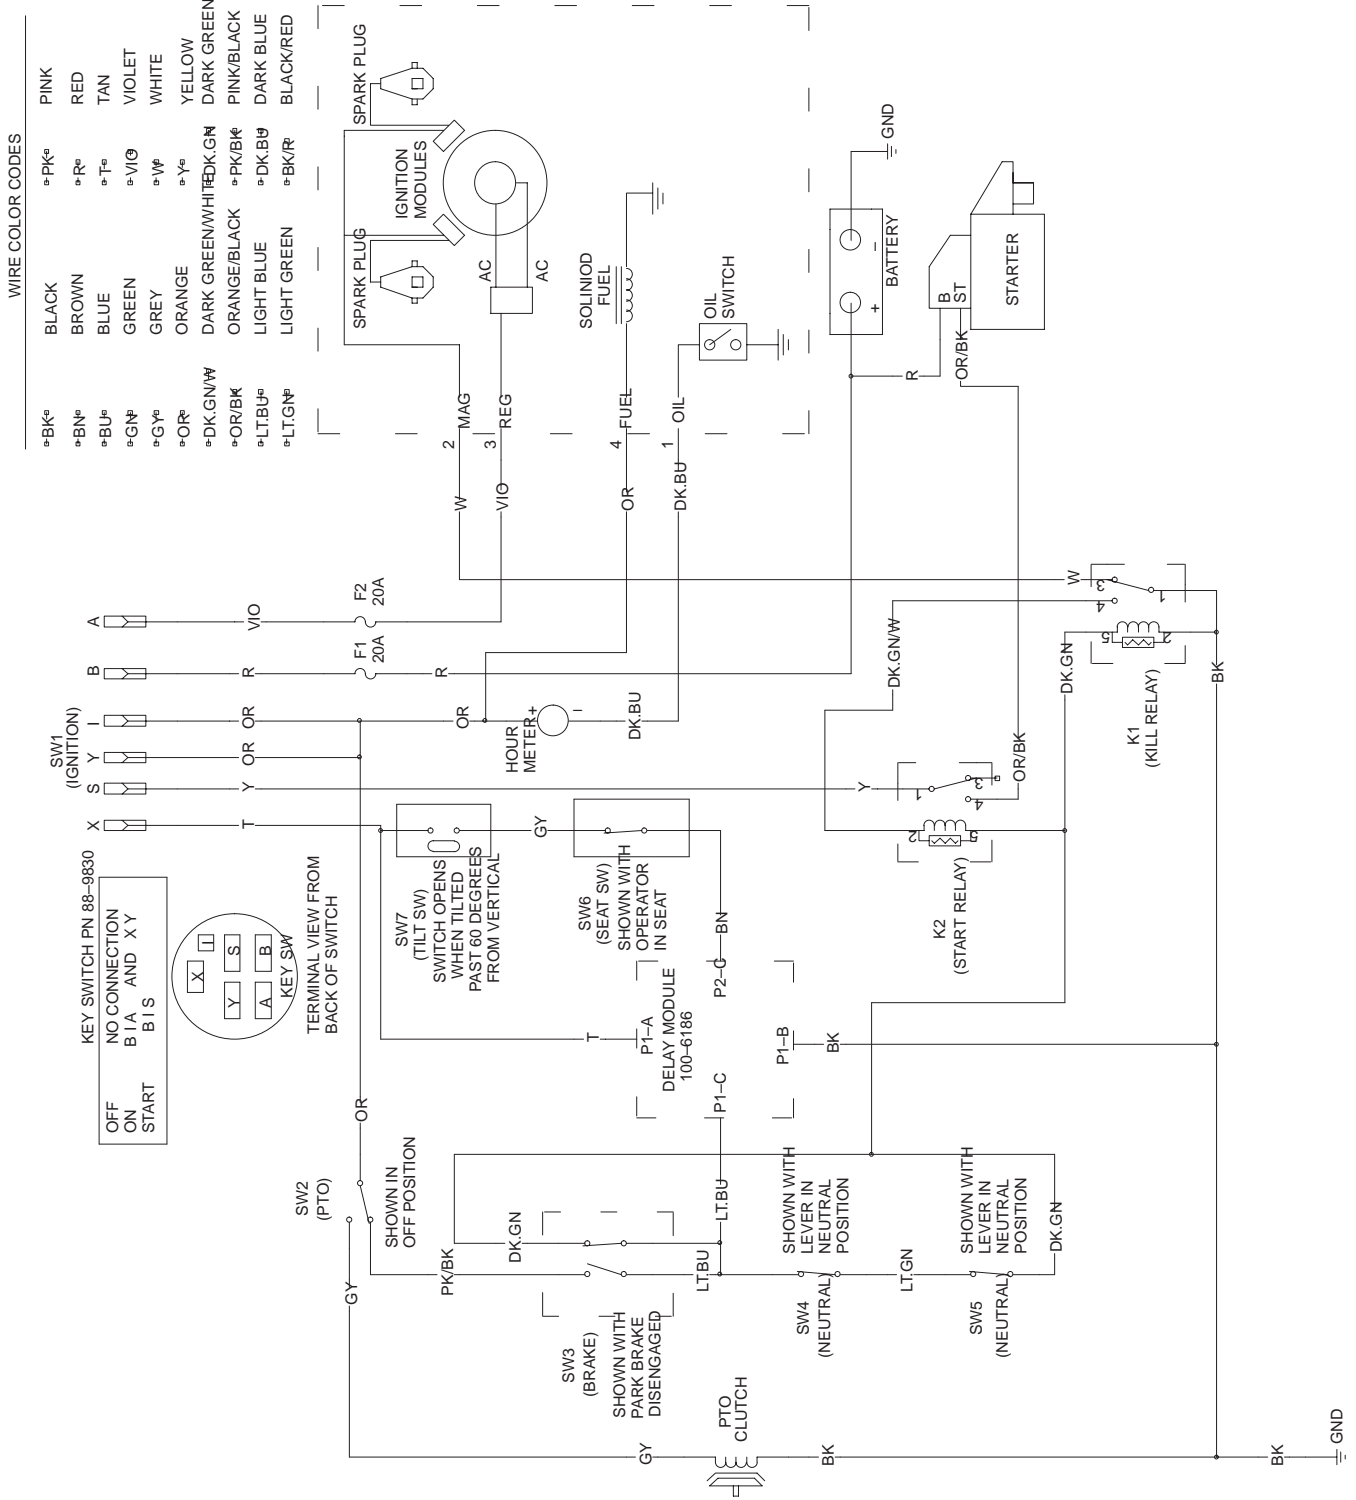 WIRE COLOR CODES
BK BLACK PK PINK
BN BROWN R RED
BU BLUE T TAN
GN GREEN VIO VIOLET
GY GREY W WHITE
OR ORANGE Y YELLOW
DK.GN/W DARK GREEN/WHITE DK.GN DARK GREEN
OR/BK ORANGE/BLACK PK/BK PINK/BLACK
LT.BU LIGHT BLUE DK.BU DARK BLUE
LT.GN LIGHT GREEN BK/R BLACK/RED
SPARK PLUG
SPARK PLUG
IGNITION
MODULES
AC
AC
SOLINIOD
FUEL
OIL
SWITCH
2
MAG
3
REG
4
FUEL
1
OIL
W
VIO
OR
DK.BU
GND
BATTERY
+
–
B
ST
STARTER
R
OR/BK
SW1
(IGNITION)
A
B
I
Y
S
X
VIO
R
OR
OR
Y
T
F2
20A
F1
20A
R
OR
HOUR
METER
+
–
DK.BU
Y
W
DK.GN/W
DK.GN
OR/BK
BK
3
4
1
5
2
K1
(KILL RELAY)
1
3
4
2
5
K2
(START RELAY)
KEY SWITCH PN 88–9830
OFF NO CONNECTION
ON B I A AND X Y
START B I S
X
I
Y
S
A
B
KEY SW
TERMINAL VIEW FROM
BACK OF SWITCH
SW7
(TILT SW)
SWITCH OPENS
WHEN TILTED
PAST 60 DEGREES
FROM VERTICAL
GY
SW6
(SEAT SW)
SHOWN WITH
OPERATOR
IN SEAT
BN
P2–C
P1–A
DELAY MODULE
100–6186
P1–C
P1–B
T
BK
OR
SW2
(PTO)
SHOWN IN
OFF POSITION
GY
PK/BK
DK.GN
LT.BU
LT.BU
SW3
(BRAKE)
SHOWN WITH
PARK BRAKE
DISENGAGED
SHOWN WITH
LEVER IN
NEUTRAL
POSITION
SW4
(NEUTRAL)
LT.GN
SHOWN WITH
LEVER IN
NEUTRAL
POSITION
SW5
(NEUTRAL)
DK.GN
PTO
CLUTCH
GY
BK
BK
GND